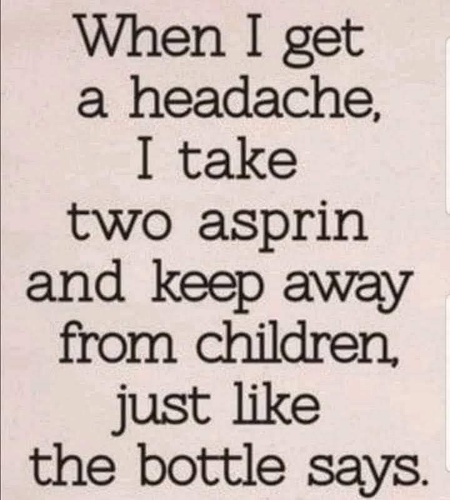 When I get
a headache,
I take
two asprin
and keep away
from children,
just like
the bottle says.